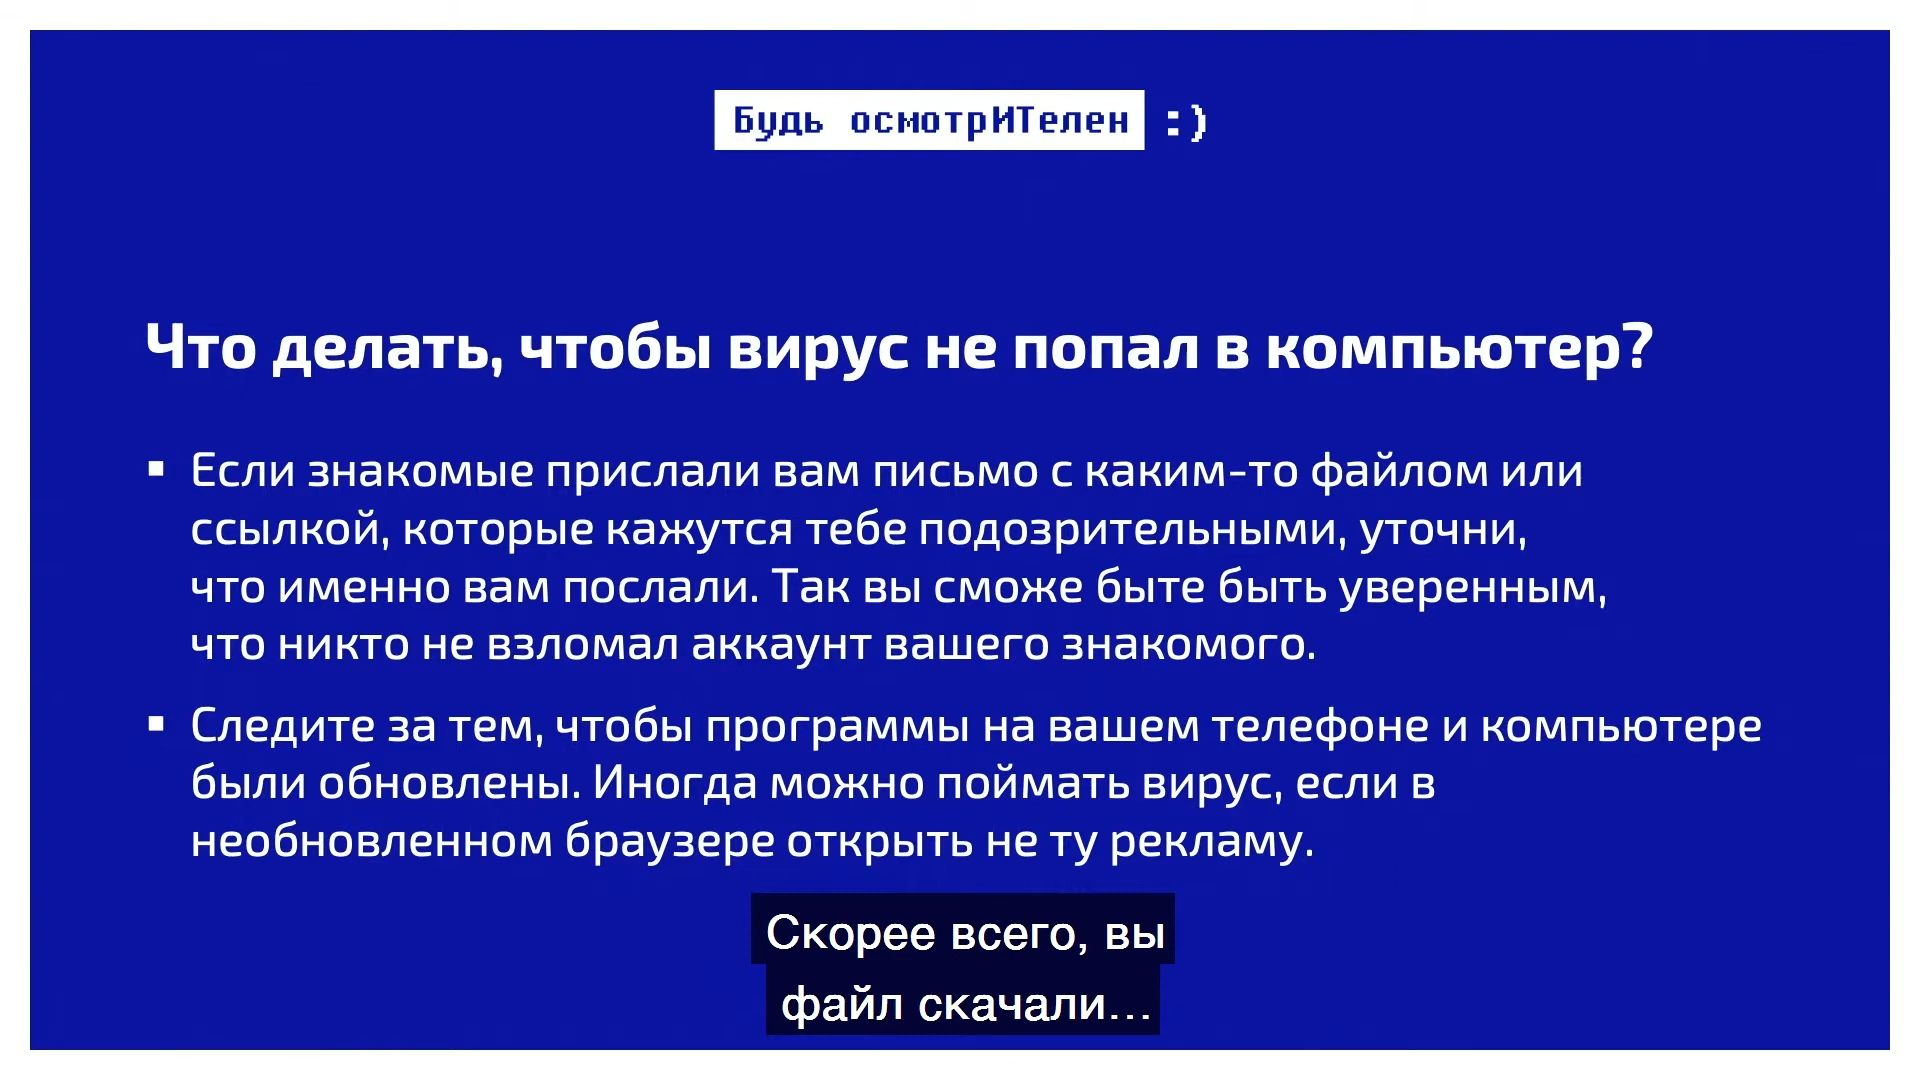 Будь осмотрИТелен :)
Что делать, чтобы вирус не попал в компьютер?
▪ Если знакомые прислали вам письмо с каким-то файлом или
ссылкой, которые кажутся тебе подозрительными, уточни,
что именно вам послали. Так вы сможе быте быть уверенным,
что никто не взломал аккаунт вашего знакомого.
▪ Следите за тем, чтобы программы на вашем телефоне и компьютере
были обновлены. Иногда можно поймать вирус, если в
необновленном браузере открыть не ту рекламу.
Скорее всего, вы
файл скачали...